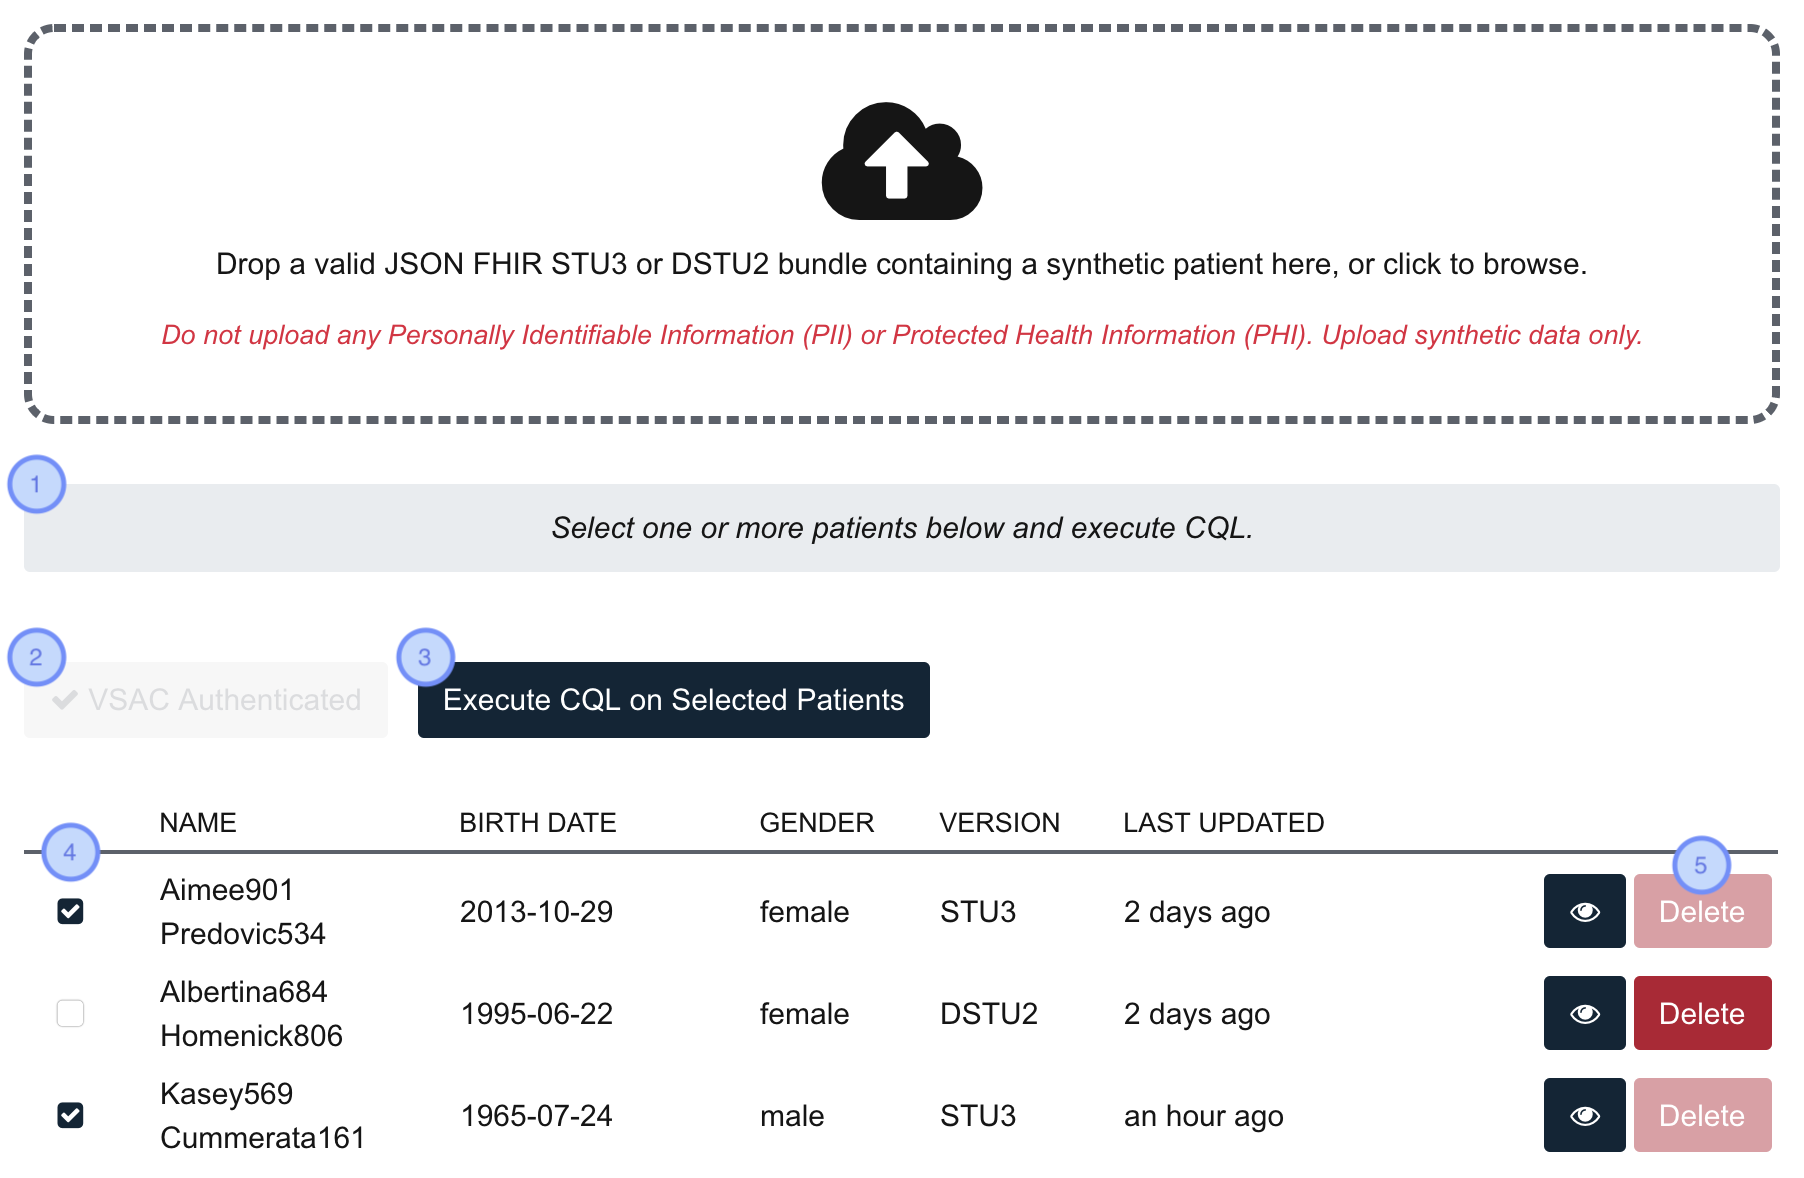 Drop a valid JSON FHIR STU3 or DSTU2 bundle containing a synthetic patient here, or click to browse.
Do not upload any Personally Identifiable Information (PII) or Protected Health Information (PHI). Upload synthetic data only.
1
Select one or more patients below and execute CQL.
2
3
VSAC Authenticated
Execute CQL on Selected Patients
NAME BIRTH DATE GENDER VERSION LAST UPDATED
4
5
Aimee901
Predovic534
2013-10-29 female STU3 2 days ago Delete
Albertina684
Homenick806
1995-06-22 female DSTU2 2 days ago Delete
Kasey569
Cummerata161
1965-07-24 male STU3 an hour ago Delete